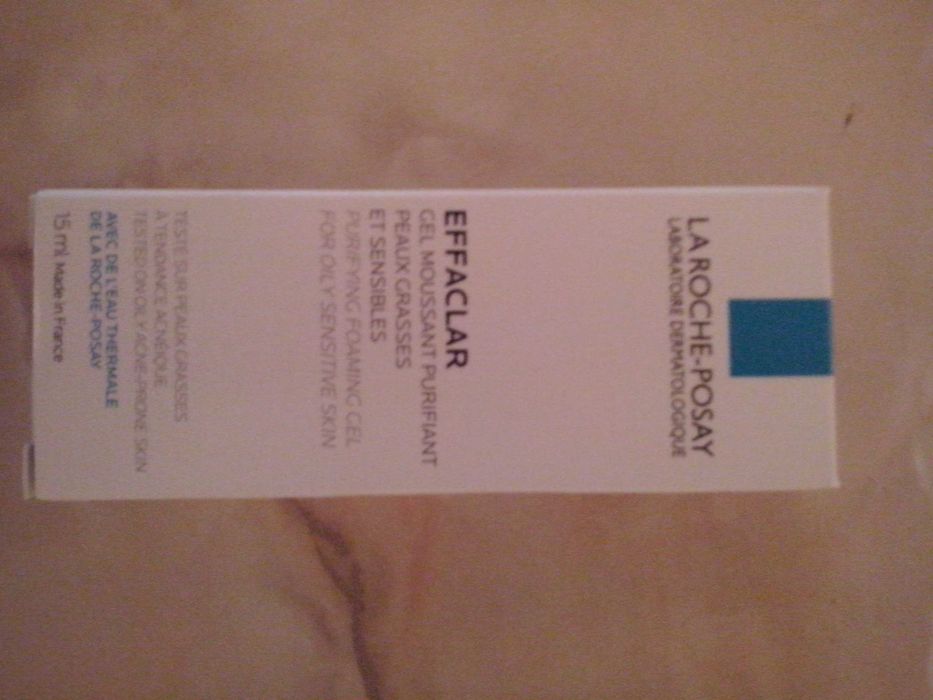 LA ROCHE-POSAY
LABORATOIRE DERMATOLOGIQUE
EFFACLAR
GEL MOUSSANT PURIFIANT
PEAUX GRASSES
ET SENSIBLES
PURIFYING FOAMING GEL
FOR OILY SENSITIVE SKIN
TESTÉ SUR PEAUX GRASSES
À TENDANCE ACNÉIQUE
TESTED ON OILY ACNE-PRONE SKIN
AVEC DE L'EAU THERMALE
DE LA ROCHE-POSAY
15 ml Made in France